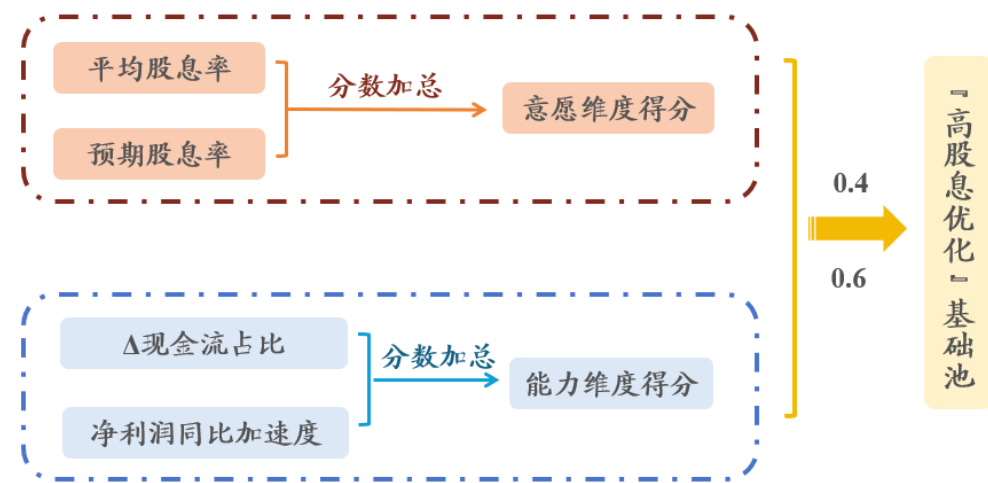 平均股息率
分数加总
意愿维度得分
预期股息率
0.4
0.6
『高股息优化』基础池
Δ现金流占比
分数加总
能力维度得分
净利润同比加速度